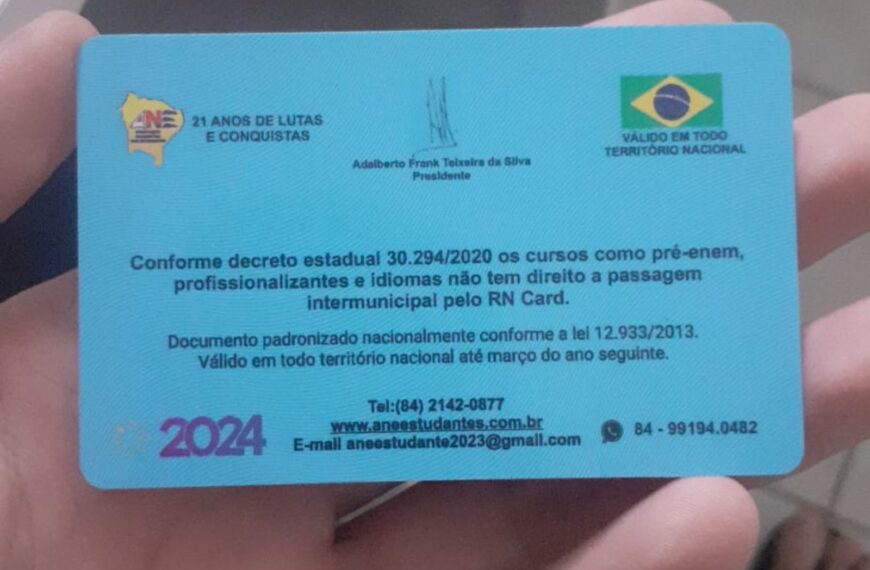 ANE
21 ANOS DE LUTAS
E CONQUISTAS
Adalberto Frank Teixeira da Silva
Presidente
VÁLIDO EM TODO
TERRITÓRIO NACIONAL
Conforme decreto estadual 30.294/2020 os cursos como pré-enem,
profissionalizantes e idiomas não tem direito a passagem
intermunicipal pelo RN Card.
Documento padronizado nacionalmente conforme a lei 12.933/2013.
Válido em todo território nacional até março do ano seguinte.
2024
Tel:(84) 2142-0877
www.aneestudantes.com.br
E-mail aneestudante2023@gmail.com
84 - 99194.0482